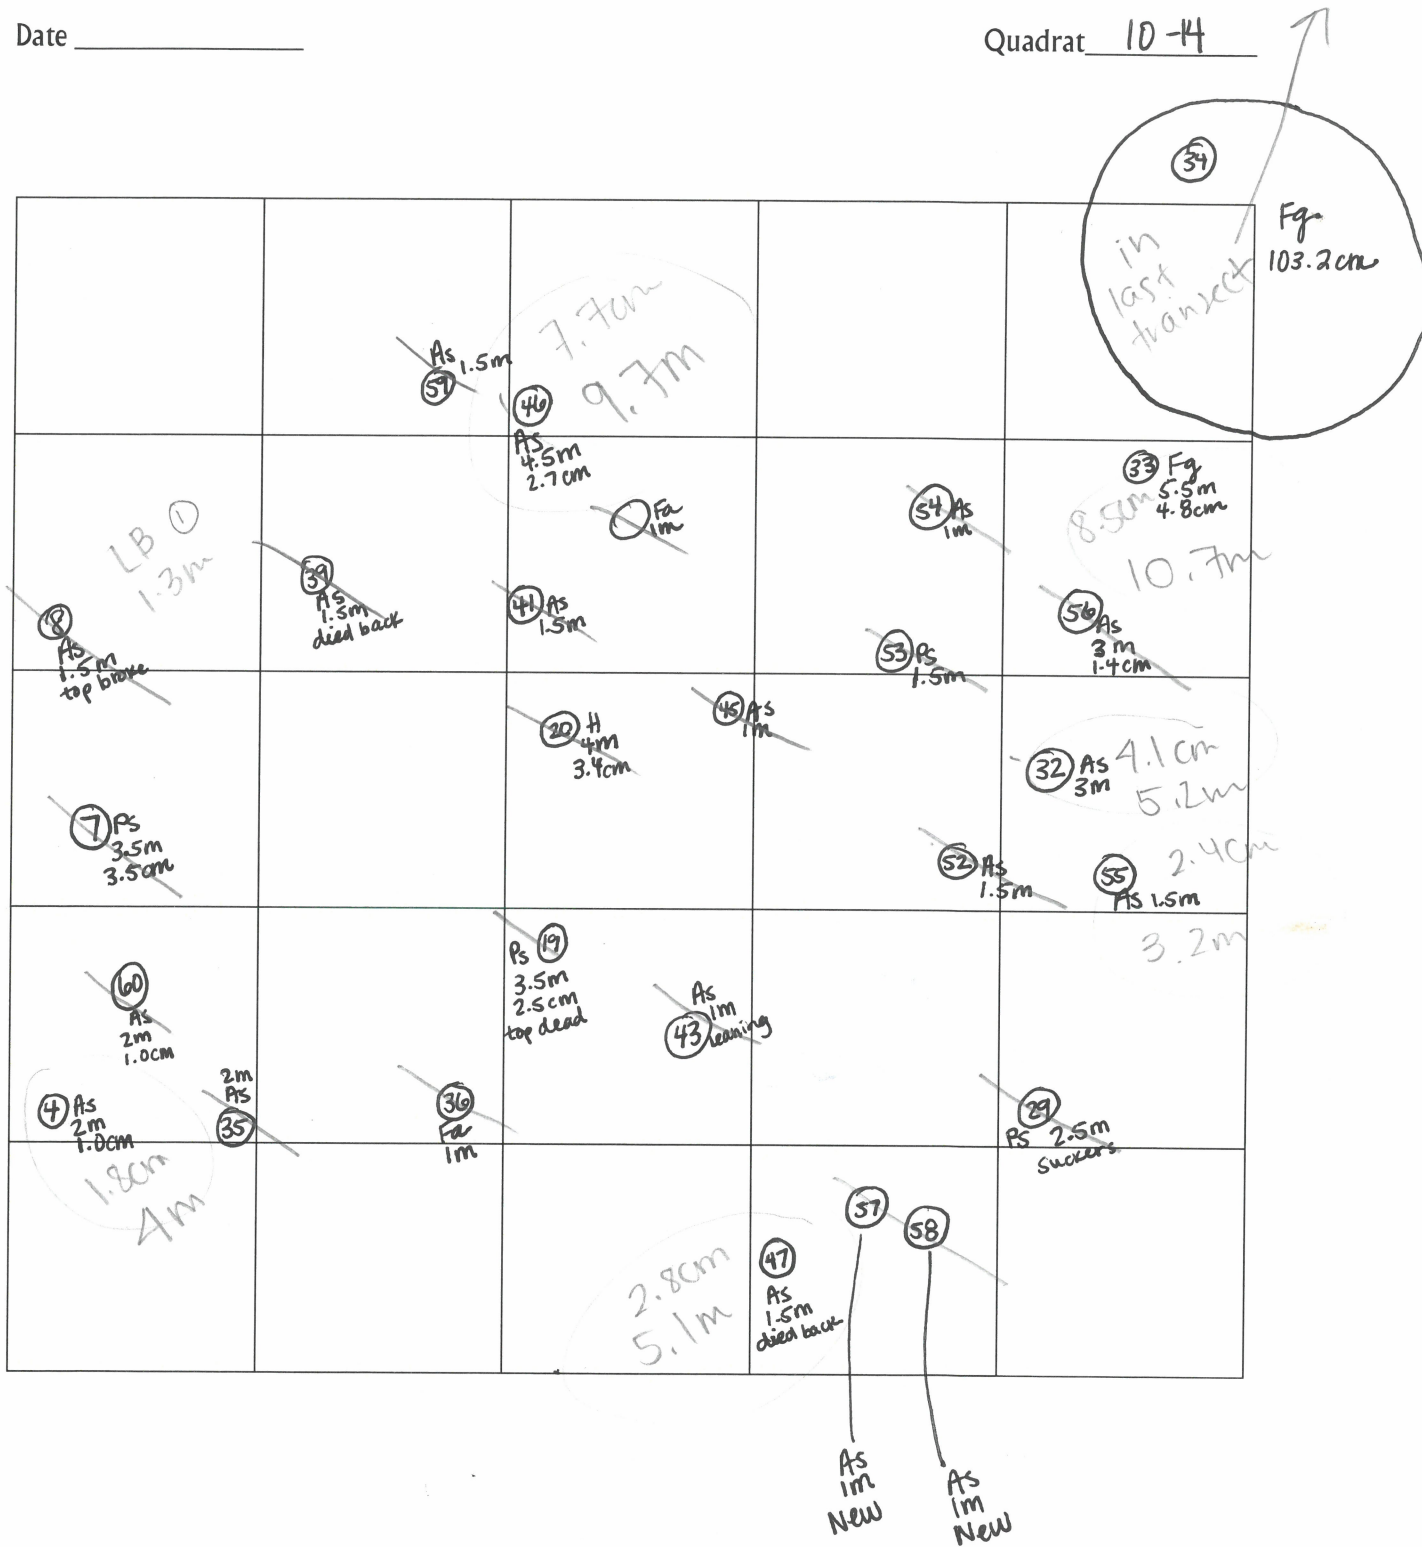 Date
Quadrat 10-14
34
Fg
103.2cm
in
last
transect
As 1.5m
59
7.7cm
9.7m
46
As
4.5m
2.7cm
Fa
1m
54 As
1m
33 Fg
5.5m
4.8cm
8.5cm
10.7m
LB 1
1.3m
39
As
1.5m
died back
41 As
1.5m
8
As
1.5m
top broke
53 Ps
1.5m
56
As
3m
1.4cm
20 H
4m
3.4cm
45 As
1m
32 As
3m
4.1cm
5.2m
7 Ps
3.5m
3.5cm
52 As
1.5m
55
As 1.5m
2.4cm
3.2m
60
As
2m
1.0cm
Ps 19
3.5m
2.5cm
top dead
As
1m
43 leaning
4 As
2m
1.0cm
1.8cm
4m
2m
As
35
36
Fa
1m
29
Ps 2.5m
suckers
57
58
47
As
1.5m
died back
2.8cm
5.1m
As
1m
New
As
1m
New